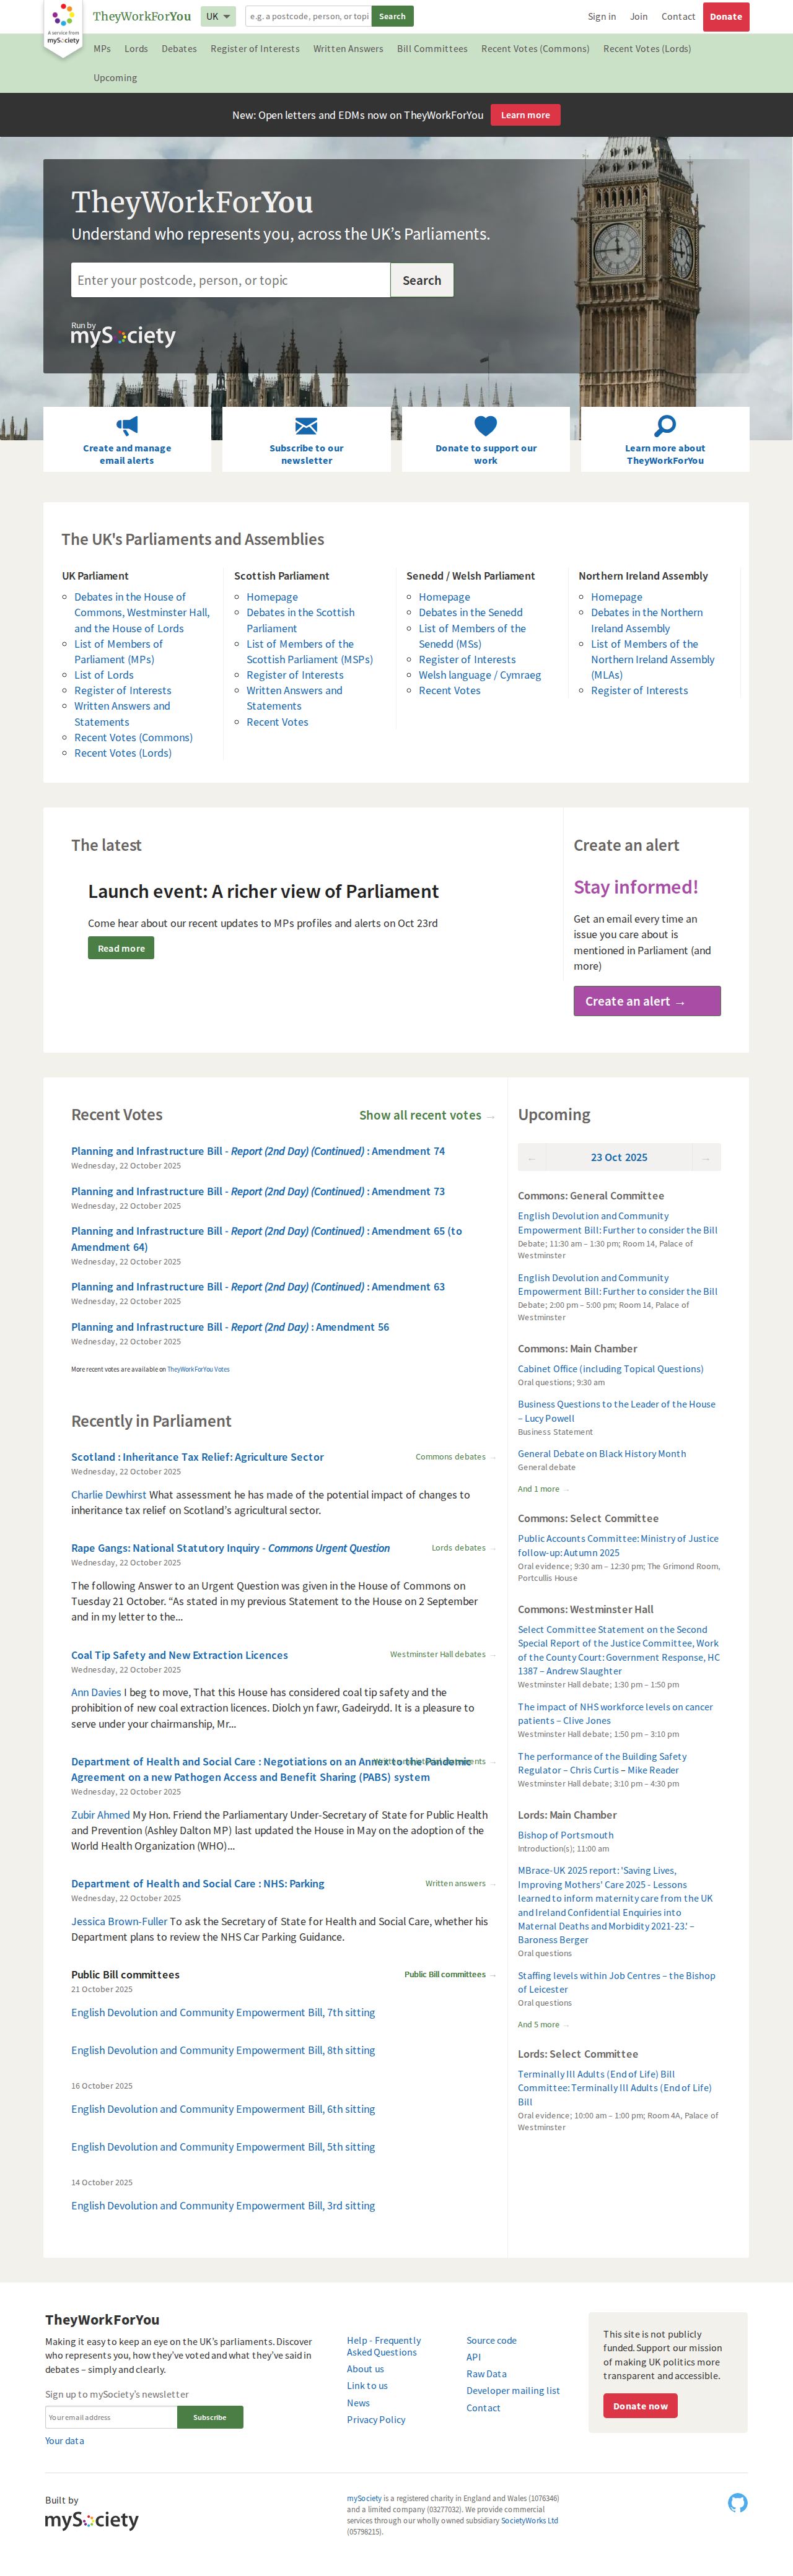 A service from
mySociety
TheyWorkForYou
UK
e.g. a postcode, person, or topi
Search
Sign in
Join
Contact
Donate
MPs
Lords
Debates
Register of Interests
Written Answers
Bill Committees
Recent Votes (Commons)
Recent Votes (Lords)
Upcoming
New: Open letters and EDMs now on TheyWorkForYou
Learn more
TheyWorkForYou
Understand who represents you, across the UK's Parliaments.
Enter your postcode, person, or topic
Search
Run by
mySociety
Create and manage
email alerts
Subscribe to our
newsletter
Donate to support our
work
Learn more about
TheyWorkForYou
The UK's Parliaments and Assemblies
UK Parliament
Debates in the House of
Commons, Westminster Hall,
and the House of Lords
List of Members of
Parliament (MPs)
List of Lords
Register of Interests
Written Answers and
Statements
Recent Votes (Commons)
Recent Votes (Lords)
Scottish Parliament
Homepage
Debates in the Scottish
Parliament
List of Members of the
Scottish Parliament (MSPs)
Register of Interests
Written Answers and
Statements
Recent Votes
Senedd / Welsh Parliament
Homepage
Debates in the Senedd
List of Members of the
Senedd (MSs)
Register of Interests
Welsh language / Cymraeg
Recent Votes
Northern Ireland Assembly
Homepage
Debates in the Northern
Ireland Assembly
List of Members of the
Northern Ireland Assembly
(MLAs)
Register of Interests
The latest
Launch event: A richer view of Parliament
Come hear about our recent updates to MPs profiles and alerts on Oct 23rd
Read more
Create an alert
Stay informed!
Get an email every time an
issue you care about is
mentioned in Parliament (and
more)
Create an alert →
Recent Votes
Show all recent votes →
Planning and Infrastructure Bill - Report (2nd Day) (Continued) : Amendment 74
Wednesday, 22 October 2025
Planning and Infrastructure Bill - Report (2nd Day) (Continued) : Amendment 73
Wednesday, 22 October 2025
Planning and Infrastructure Bill - Report (2nd Day) (Continued) : Amendment 65 (to
Amendment 64)
Wednesday, 22 October 2025
Planning and Infrastructure Bill - Report (2nd Day) (Continued) : Amendment 63
Wednesday, 22 October 2025
Planning and Infrastructure Bill - Report (2nd Day) : Amendment 56
Wednesday, 22 October 2025
More recent votes are available on TheyWorkForYou Votes
Recently in Parliament
Scotland : Inheritance Tax Relief: Agriculture Sector
Commons debates →
Wednesday, 22 October 2025
Charlie Dewhirst What assessment he has made of the potential impact of changes to
inheritance tax relief on Scotland's agricultural sector.
Rape Gangs: National Statutory Inquiry - Commons Urgent Question
Lords debates →
Wednesday, 22 October 2025
The following Answer to an Urgent Question was given in the House of Commons on
Tuesday 21 October. “As stated in my previous Statement to the House on 2 September
and in my letter to the...
Coal Tip Safety and New Extraction Licences
Westminster Hall debates →
Wednesday, 22 October 2025
Ann Davies I beg to move, That this House has considered coal tip safety and the
prohibition of new coal extraction licences. Diolch yn fawr, Gadeirydd. It is a pleasure to
serve under your chairmanship, Mr...
Department of Health and Social Care : Negotiations on an Annex to the Pandemic
Agreement on a new Pathogen Access and Benefit Sharing (PABS) system
Wednesday, 22 October 2025
Zubir Ahmed My Hon. Friend the Parliamentary Under-Secretary of State for Public Health
and Prevention (Ashley Dalton MP) last updated the House in May on the adoption of the
World Health Organization (WHO)...
Department of Health and Social Care : NHS: Parking
Written answers →
Wednesday, 22 October 2025
Jessica Brown-Fuller To ask the Secretary of State for Health and Social Care, whether his
Department plans to review the NHS Car Parking Guidance.
Public Bill committees
Public Bill committees →
21 October 2025
English Devolution and Community Empowerment Bill, 7th sitting
English Devolution and Community Empowerment Bill, 8th sitting
16 October 2025
English Devolution and Community Empowerment Bill, 6th sitting
English Devolution and Community Empowerment Bill, 5th sitting
14 October 2025
English Devolution and Community Empowerment Bill, 3rd sitting
Upcoming
← 23 Oct 2025 →
Commons: General Committee
English Devolution and Community
Empowerment Bill: Further to consider the Bill
Debate; 11:30 am – 1:30 pm; Room 14, Palace of
Westminster
English Devolution and Community
Empowerment Bill: Further to consider the Bill
Debate; 2:00 pm – 5:00 pm; Room 14, Palace of
Westminster
Commons: Main Chamber
Cabinet Office (including Topical Questions)
Oral questions; 9:30 am
Business Questions to the Leader of the House
– Lucy Powell
Business Statement
General Debate on Black History Month
General debate
And 1 more →
Commons: Select Committee
Public Accounts Committee: Ministry of Justice
follow-up: Autumn 2025
Oral evidence; 9:30 am – 12:30 pm; The Grimond Room,
Portcullis House
Commons: Westminster Hall
Select Committee Statement on the Second
Special Report of the Justice Committee, Work
of the County Court: Government Response, HC
1387 – Andrew Slaughter
Westminster Hall debate; 1:30 pm – 1:50 pm
The impact of NHS workforce levels on cancer
patients – Clive Jones
Westminster Hall debate; 1:50 pm – 3:10 pm
The performance of the Building Safety
Regulator – Chris Curtis – Mike Reader
Westminster Hall debate; 3:10 pm – 4:30 pm
Lords: Main Chamber
Bishop of Portsmouth
Introduction(s); 11:00 am
MBrace-UK 2025 report: 'Saving Lives,
Improving Mothers' Care 2025 - Lessons
learned to inform maternity care from the UK
and Ireland Confidential Enquiries into
Maternal Deaths and Morbidity 2021-23.' –
Baroness Berger
Oral questions
Staffing levels within Job Centres – the Bishop
of Leicester
Oral questions
And 5 more →
Lords: Select Committee
Terminally Ill Adults (End of Life) Bill
Committee: Terminally Ill Adults (End of Life)
Bill
Oral evidence; 10:00 am – 1:00 pm; Room 4A, Palace of
Westminster
TheyWorkForYou
Making it easy to keep an eye on the UK's parliaments. Discover
who represents you, how they've voted and what they've said in
debates – simply and clearly.
Sign up to mySociety's newsletter
Your email address
Subscribe
Your data
Help - Frequently
Asked Questions
About us
Link to us
News
Privacy Policy
Source code
API
Raw Data
Developer mailing list
Contact
This site is not publicly
funded. Support our mission
of making UK politics more
transparent and accessible.
Donate now
Built by
mySociety
mySociety is a registered charity in England and Wales (1076346)
and a limited company (03277032). We provide commercial
services through our wholly owned subsidiary SocietyWorks Ltd
(05798215).